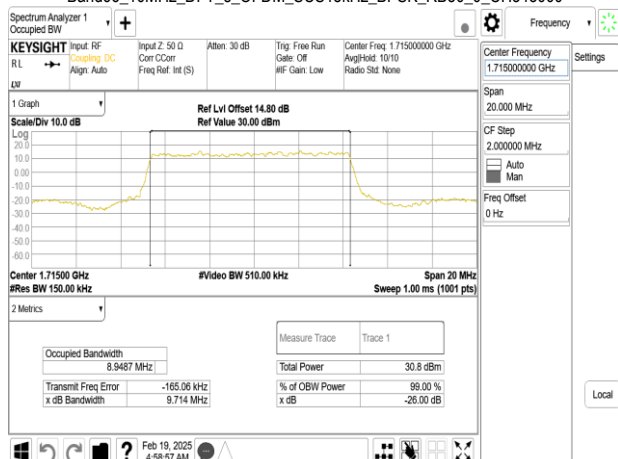 Spectrum Analyzer 1
Occupied BW
+
Frequency
KEYSIGHT
RL
Input: RF
Coupling: DC
Align: Auto
Input Z: 50 Ω
Corr CCorr
Freq Ref: Int (S)
Atten: 30 dB
Trig: Free Run
Gate: Off
#IF Gain: Low
Center Freq: 1.715000000 GHz
Avg|Hold: 10/10
Radio Std: None
Center Frequency
1.715000000 GHz
Settings
Span
20.000 MHz
CF Step
2.000000 MHz
Auto
Man
Freq Offset
0 Hz
1 Graph
Scale/Div 10.0 dB
Ref Lvl Offset 14.80 dB
Ref Value 30.00 dBm
Log
20.0
10.0
0.00
-10.0
-20.0
-30.0
-40.0
-50.0
-60.0
Center 1.71500 GHz
#Video BW 510.00 kHz
Span 20 MHz
#Res BW 150.00 kHz
Sweep 1.00 ms (1001 pts)
2 Metrics
Measure Trace
Trace 1
Occupied Bandwidth
8.9487 MHz
Total Power
30.8 dBm
Transmit Freq Error
-165.06 kHz
% of OBW Power
99.00 %
x dB Bandwidth
9.714 MHz
x dB
-26.00 dB
Local
?
Feb 19, 2025
4:58:57 AM